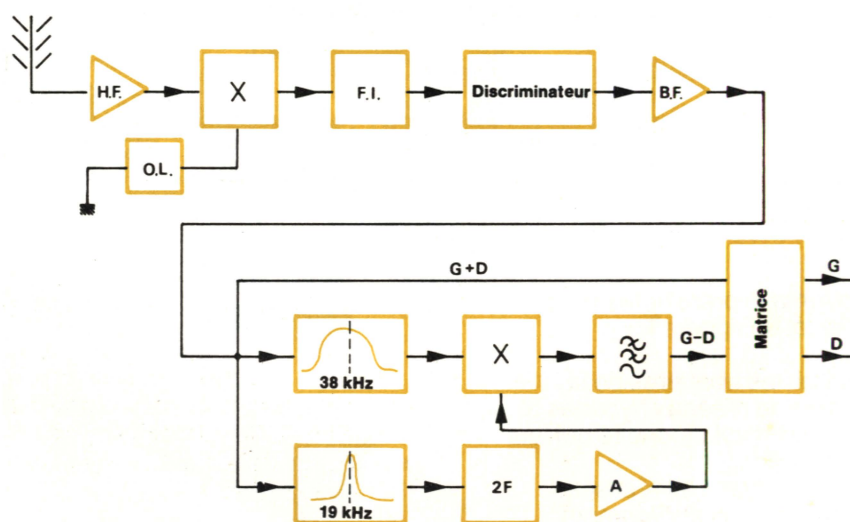 H.F.
X
F.I.
Discriminateur
B.F.
O.L.
G+D
G
Matrice
X
G–D
D
38 kHz
2F
A
19 kHz